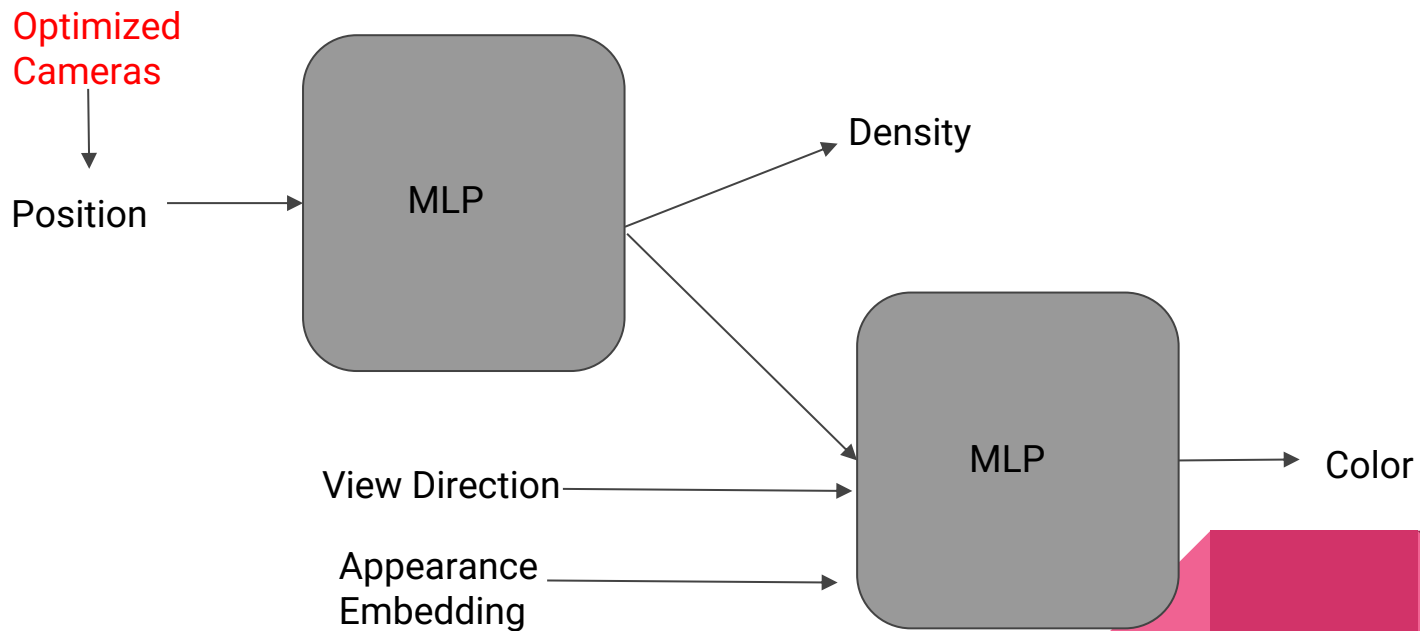 Optimized
Cameras
Density
MLP
Position
MLP
Color
View Direction
Appearance
Embedding